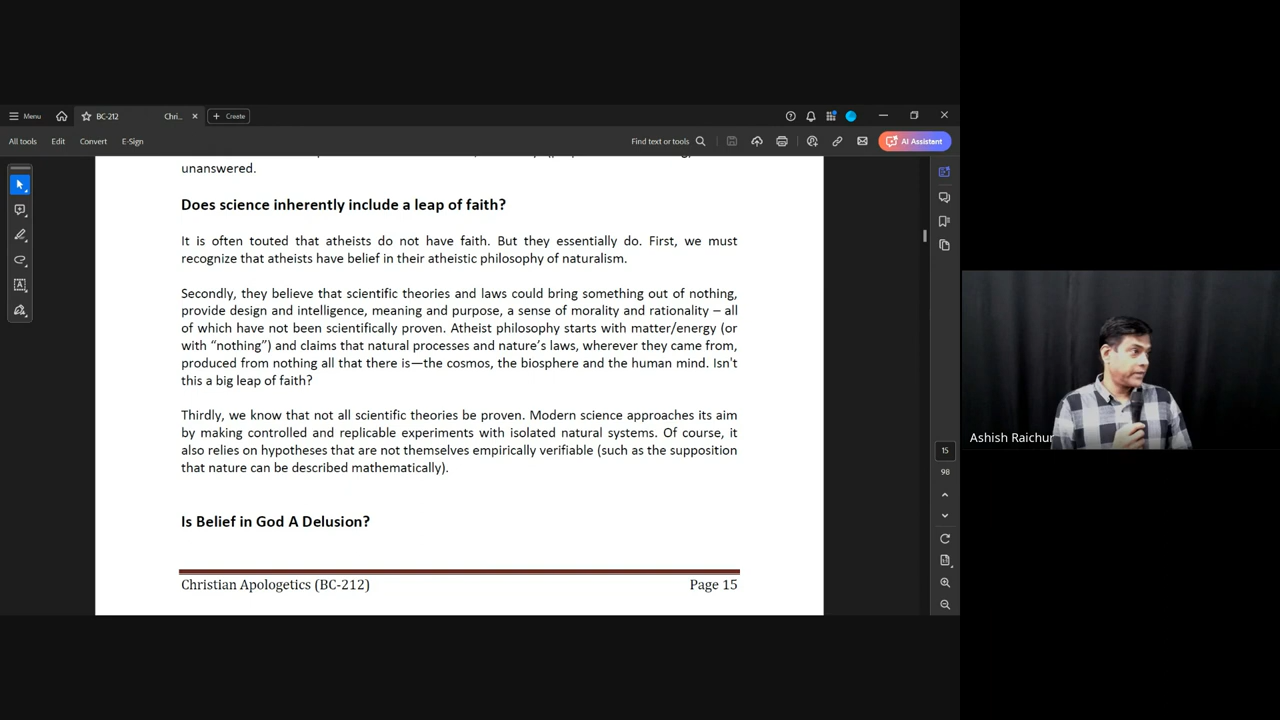 Menu
BC-212
Chri...
Create
All tools
Edit
Convert
E-Sign
Find text or tools
AI Assistant
unanswered.
Does science inherently include a leap of faith?
It is often touted that atheists do not have faith. But they essentially do. First, we must
recognize that atheists have belief in their atheistic philosophy of naturalism.
Secondly, they believe that scientific theories and laws could bring something out of nothing,
provide design and intelligence, meaning and purpose, a sense of morality and rationality – all
of which have not been scientifically proven. Atheist philosophy starts with matter/energy (or
with “nothing”) and claims that natural processes and nature’s laws, wherever they came from,
produced from nothing all that there is—the cosmos, the biosphere and the human mind. Isn't
this a big leap of faith?
Thirdly, we know that not all scientific theories be proven. Modern science approaches its aim
by making controlled and replicable experiments with isolated natural systems. Of course, it
also relies on hypotheses that are not themselves empirically verifiable (such as the supposition
that nature can be described mathematically).
Is Belief in God A Delusion?
Christian Apologetics (BC-212)
Page 15
15
98
Ashish Raichur